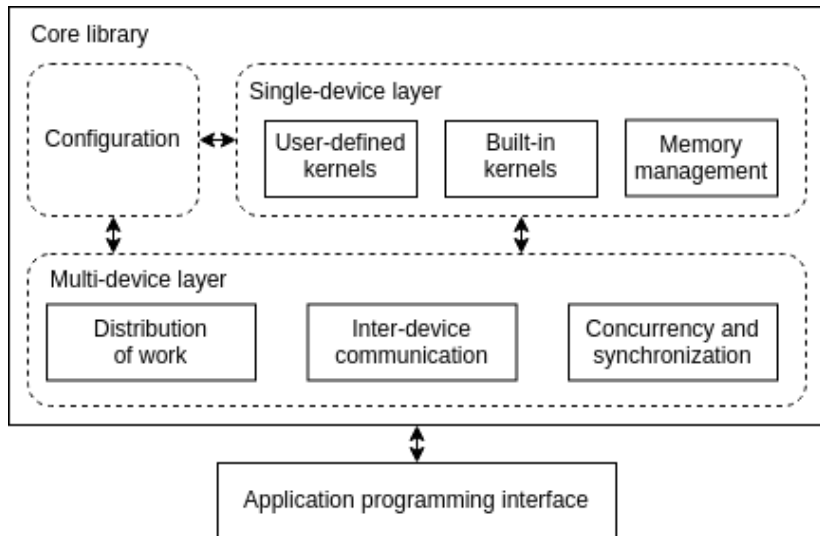 Core library
Configuration
Single-device layer
User-defined
kernels
Built-in
kernels
Memory
management
Multi-device layer
Distribution
of work
Inter-device
communication
Concurrency and
synchronization
Application programming interface